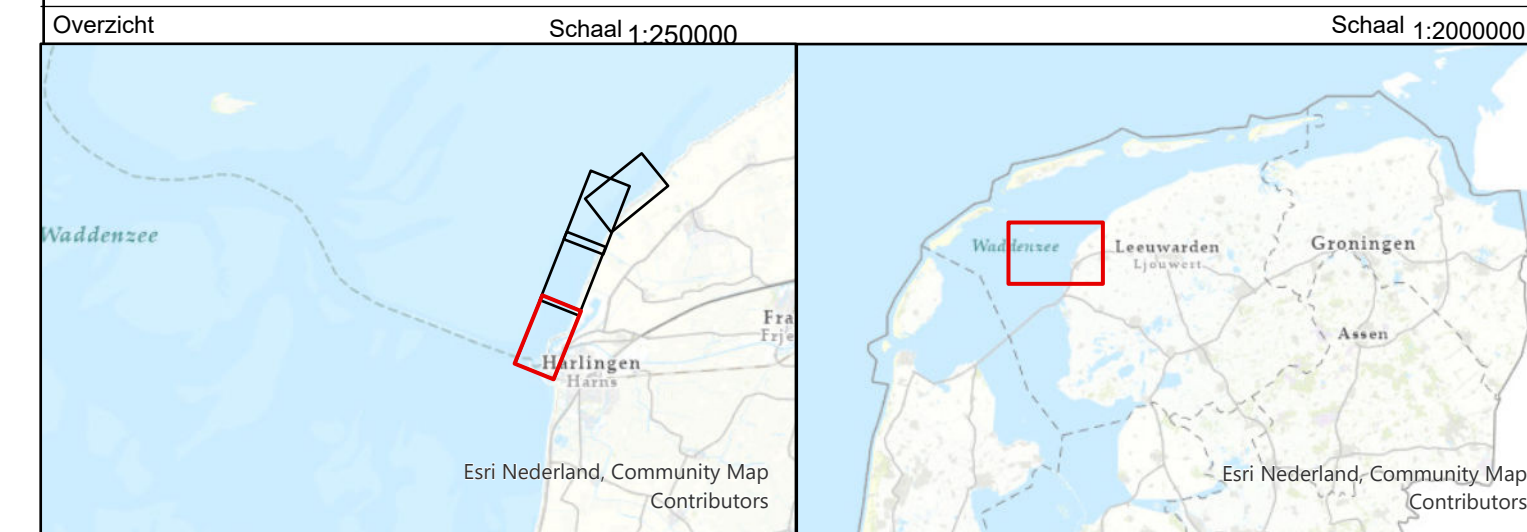 Overzicht
Schaal 1:250000
Schaal 1:2000000
Waddenzee
Fra
Frje
Harlingen
Harns
Esri Nederland, Community Map
Contributors
Waddenzee
Leeuwarden
Ljouwert
Groningen
Assen
Esri Nederland, Community Map
Contributors